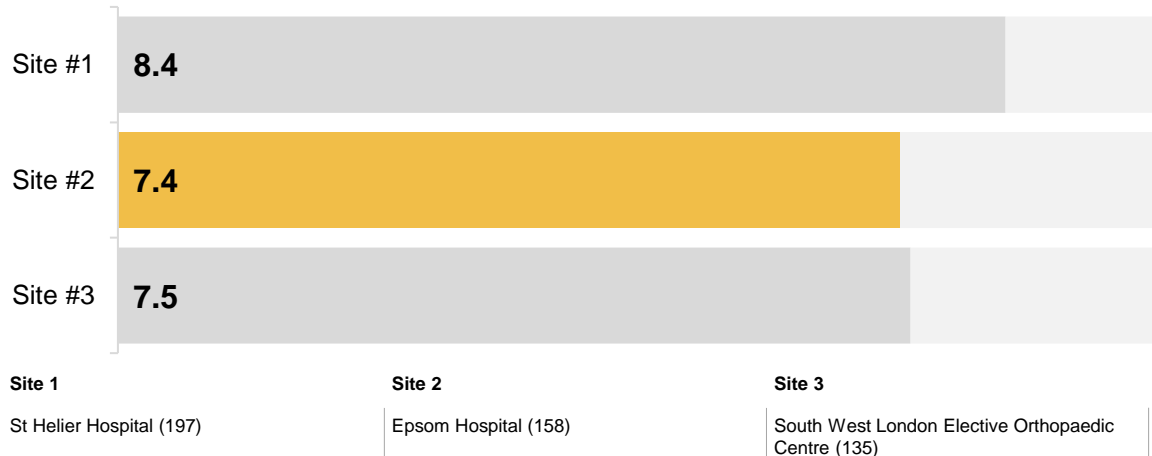 Site #1
8.4
Site #2
7.4
Site #3
7.5
Site 1
Site 2
Site 3
St Helier Hospital (197)
Epsom Hospital (158)
South West London Elective Orthopaedic
Centre (135)